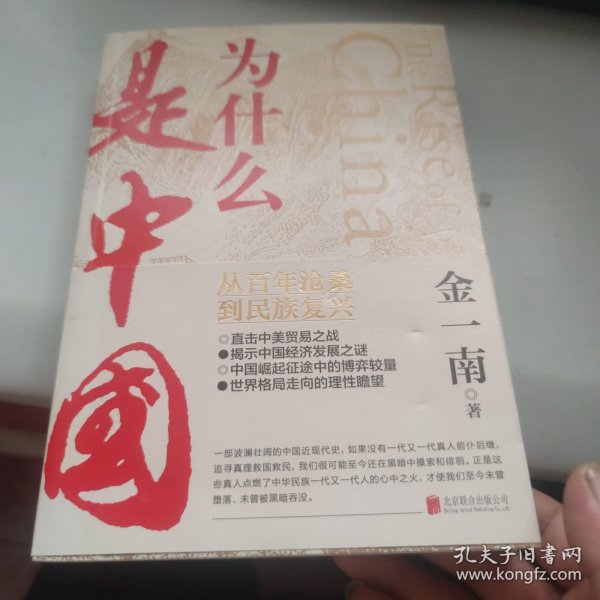 为什么
是中国
The Rise of
China
从百年沧桑
到民族复兴
◎直击中美贸易之战
●揭示中国经济发展之谜
◎中国崛起征途中的博弈较量
●世界格局走向的理性瞻望
金一南◎著
一部波澜壮阔的中国近现代史，如果没有一代又一代真人前仆后继，
追寻真理救国救民，我们很可能至今还在黑暗中摸索和徘徊。正是这
些真人点燃了中华民族一代又一代人的心中之火，才使我们至今未曾
堕落、未曾被黑暗吞没。
北京联合出版公司
Beijing United Publishing Co.,Ltd.
孔夫子旧书网
www.kongfz.com